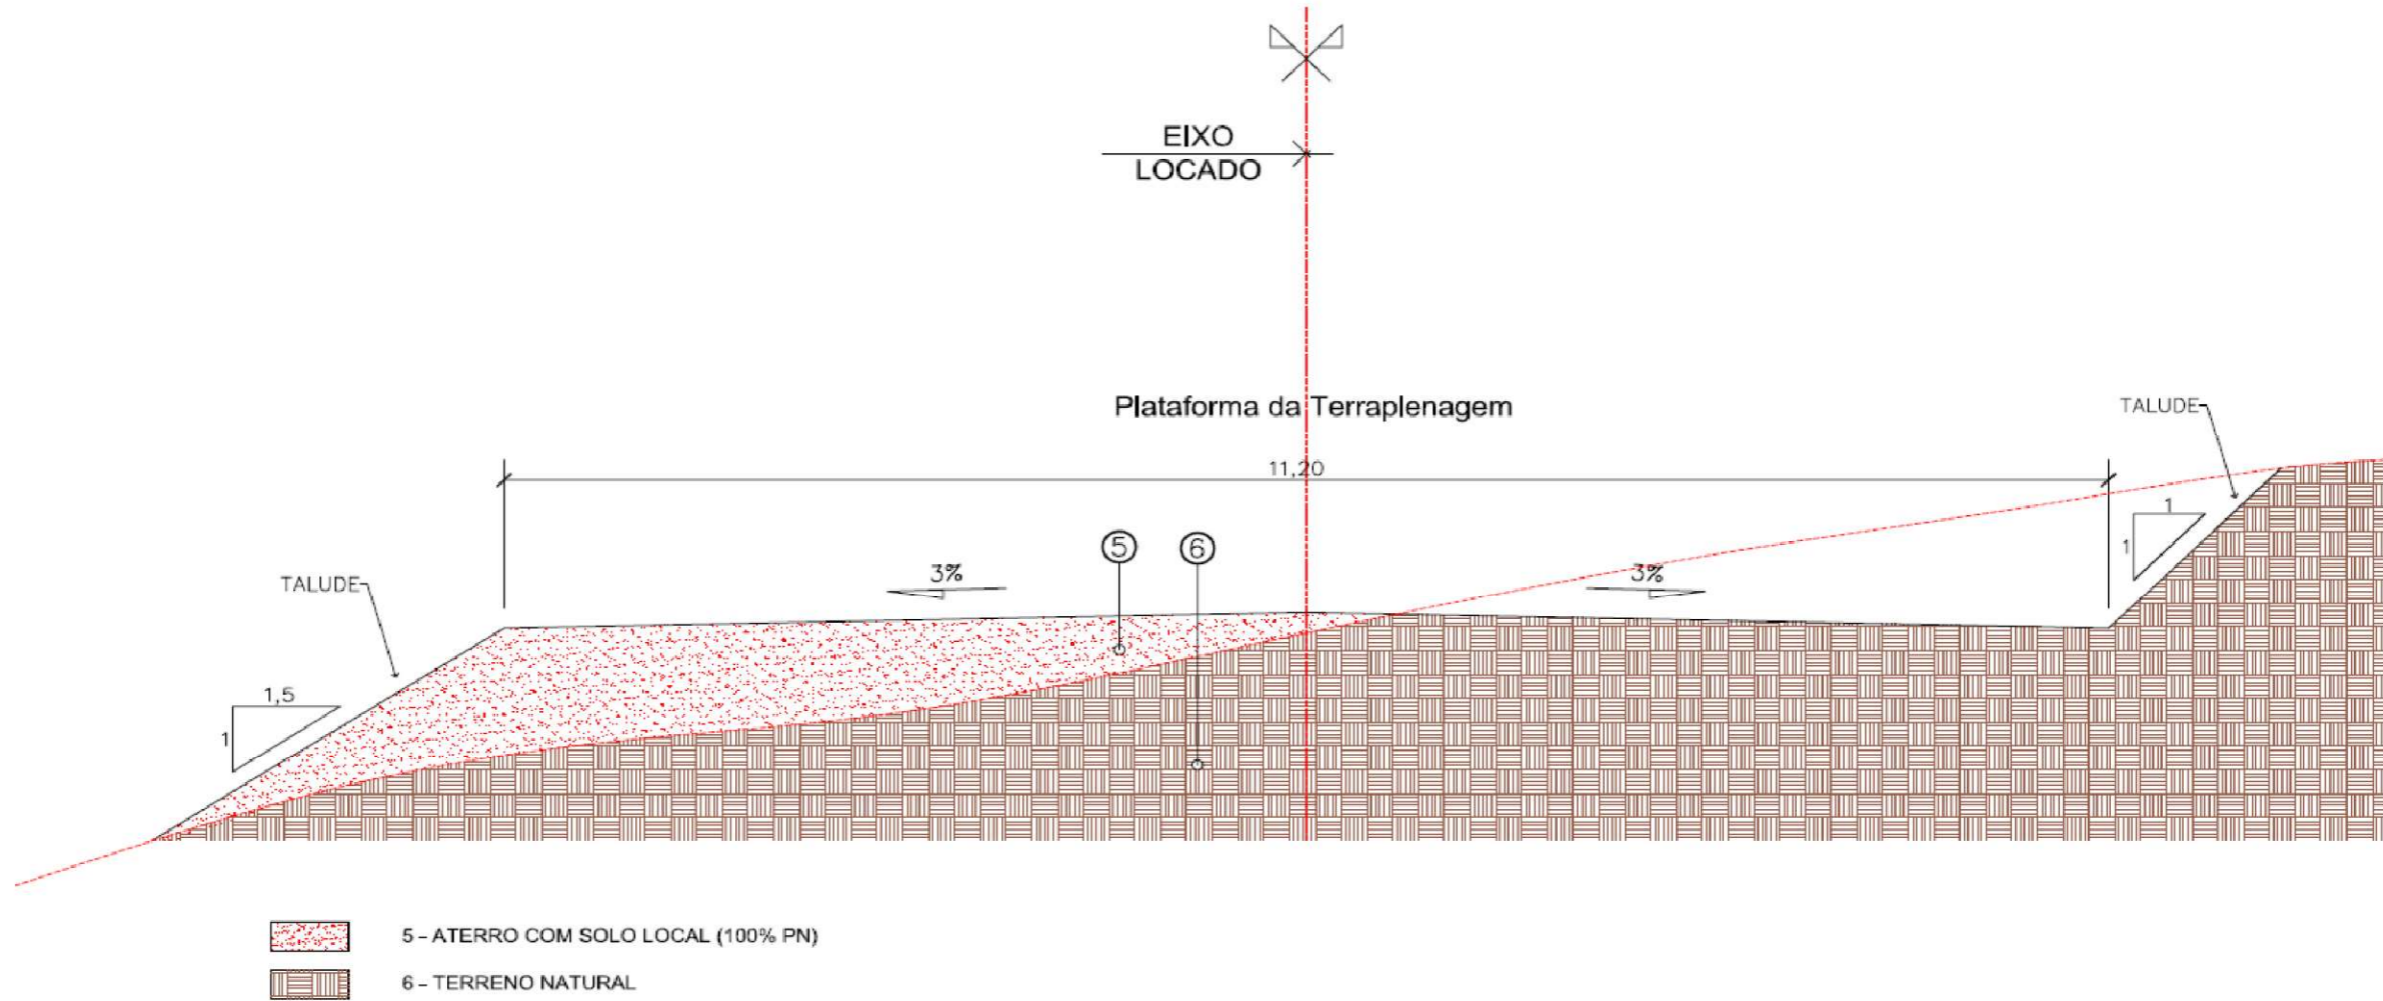 EIXO
LOCADO
Plataforma da Terraplenagem
TALUDE
11,20
1
1
5
6
3%
3%
TALUDE
1,5
1
5 - ATERRO COM SOLO LOCAL (100% PN)
6 - TERRENO NATURAL